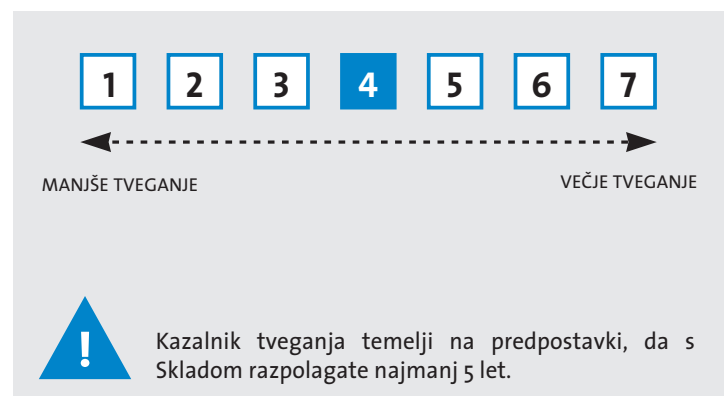 1 2 3 4 5 6 7
MANJŠE TVEGANJE VEČJE TVEGANJE
! Kazalnik tveganja temelji na predpostavki, da s
Skladom razpolagate najmanj 5 let.